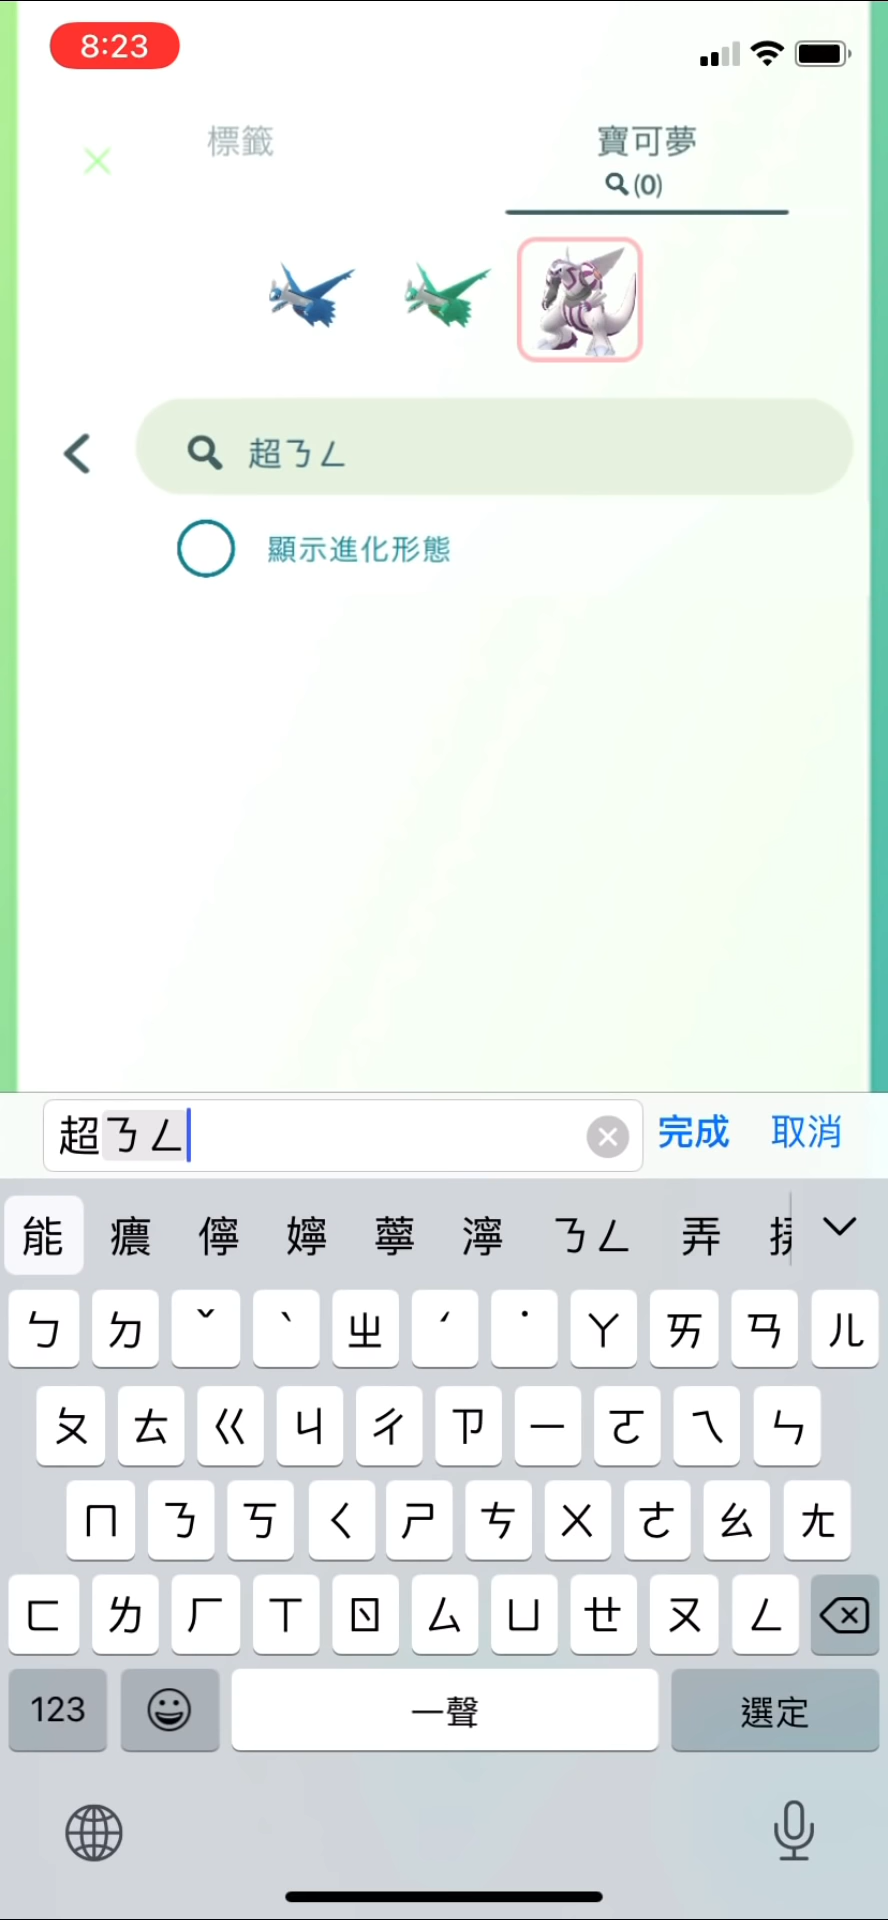 8:23
標籤
寶可夢
(0)
超ㄋㄥ
顯示進化形態
超ㄋㄥ 完成 取消
能 癑 儜 嬣 薴 濘 ㄋㄥ 弄
ㄅ ㄉ ˇ ˋ ㄓ ˊ ˙ ㄚ ㄞ ㄢ ㄦ
ㄆ ㄊ ㄍ ㄐ ㄔ ㄗ ㄧ ㄛ ㄟ ㄣ
ㄇ ㄋ ㄎ ㄑ ㄕ ㄘ ㄨ ㄜ ㄠ ㄤ
ㄈ ㄌ ㄏ ㄒ ㄖ ㄙ ㄩ ㄝ ㄡ ㄥ
123 一聲 選定